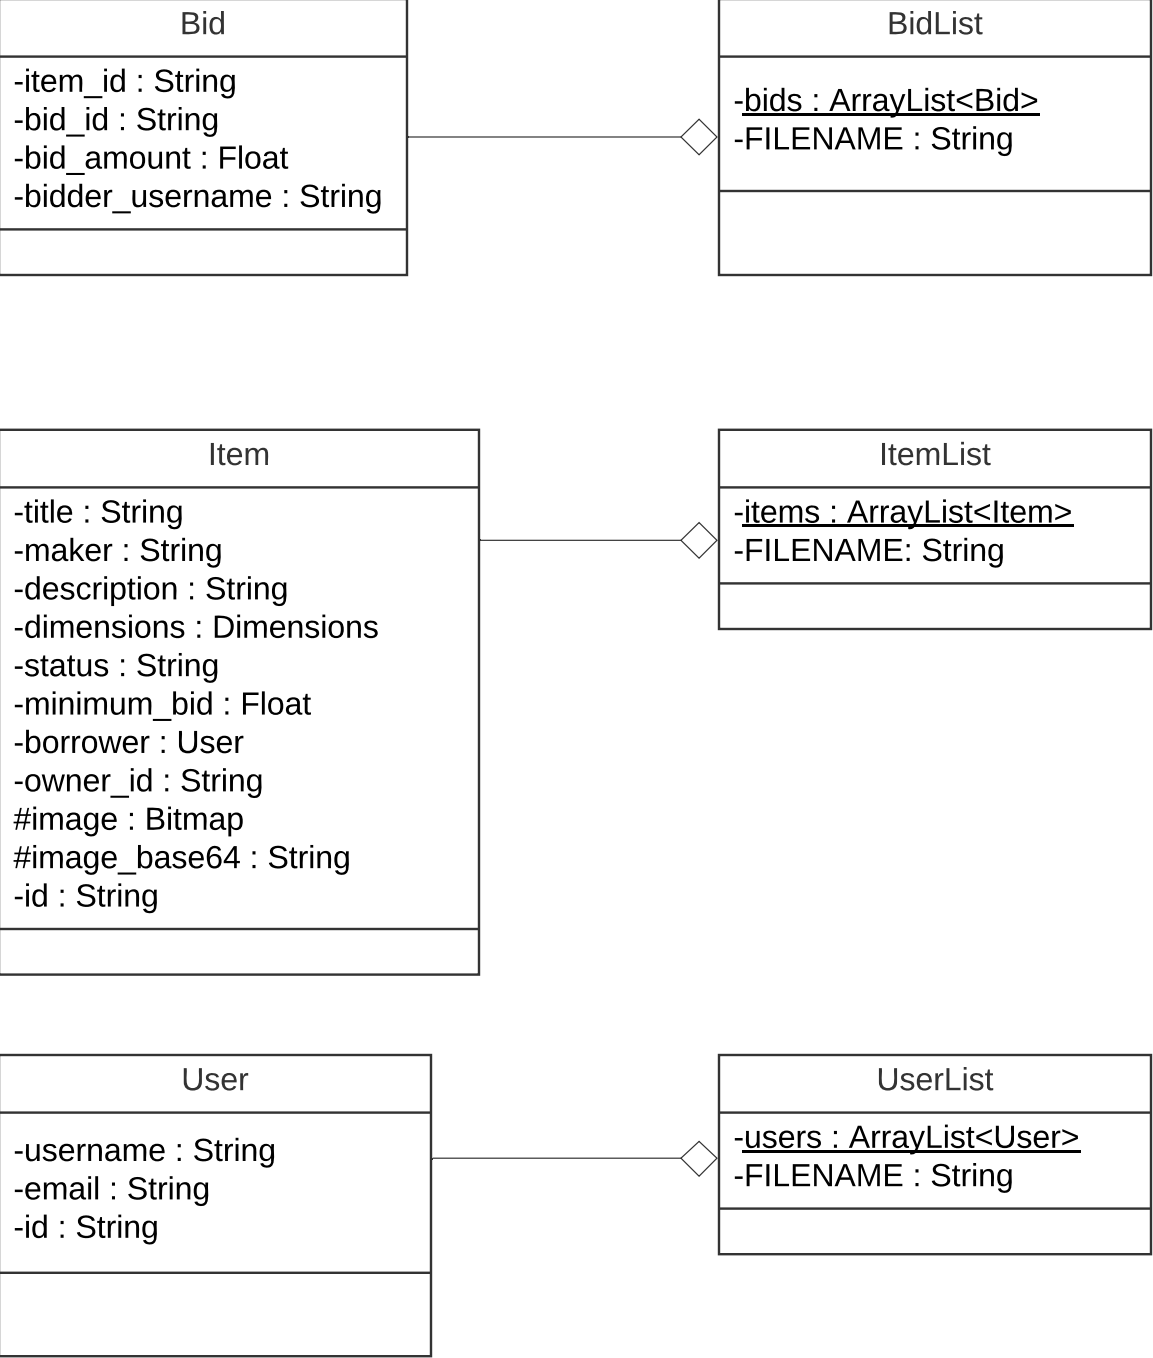 Bid
-item_id : String
-bid_id : String
-bid_amount : Float
-bidder_username : String
BidList
-bids : ArrayList<Bid>
-FILENAME : String
Item
-title : String
-maker : String
-description : String
-dimensions : Dimensions
-status : String
-minimum_bid : Float
-borrower : User
-owner_id : String
#image : Bitmap
#image_base64 : String
-id : String
ItemList
-items : ArrayList<Item>
-FILENAME: String
User
-username : String
-email : String
-id : String
UserList
-users : ArrayList<User>
-FILENAME : String